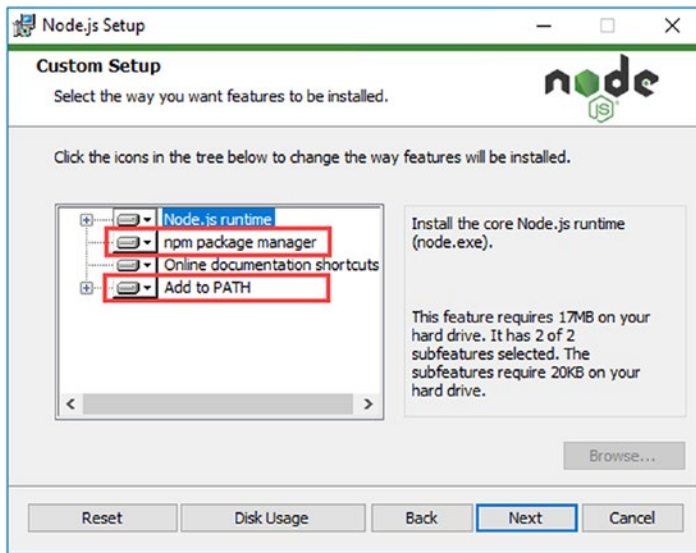 Node.js Setup
Custom Setup
Select the way you want features to be installed.
node
JS
Click the icons in the tree below to change the way features will be installed.
Node.js runtime
npm package manager
Online documentation shortcuts
Add to PATH
Install the core Node.js runtime
(node.exe).
This feature requires 17MB on your
hard drive. It has 2 of 2
subfeatures selected. The
subfeatures require 20KB on your
hard drive.
Browse...
Reset
Disk Usage
Back
Next
Cancel